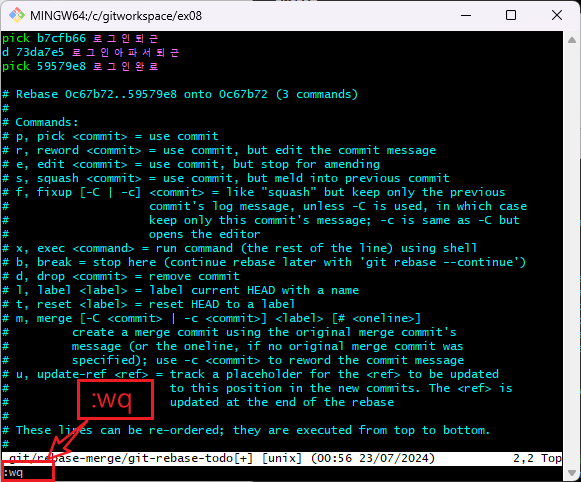 MINGW64:/c/gitworkspace/ex08
pick b7cfb66 로그인퇴근
d 73da7e5 로그인아파서퇴근
pick 59579e8 로그인완료

# Rebase 0c67b72..59579e8 onto 0c67b72 (3 commands)
#
# Commands:
# p, pick <commit> = use commit
# r, reword <commit> = use commit, but edit the commit message
# e, edit <commit> = use commit, but stop for amending
# s, squash <commit> = use commit, but meld into previous commit
# f, fixup [-C | -c] <commit> = like "squash" but keep only the previous
#                    commit's log message, unless -C is used, in which case
#                    keep only this commit's message; -c is same as -C but
#                    opens the editor
# x, exec <command> = run command (the rest of the line) using shell
# b, break = stop here (continue rebase later with 'git rebase --continue')
# d, drop <commit> = remove commit
# l, label <label> = label current HEAD with a name
# t, reset <label> = reset HEAD to a label
# m, merge [-C <commit> | -c <commit>] <label> [# <oneline>]
#         create a merge commit using the original merge commit's
#         message (or the oneline, if no original merge commit was
#         specified); use -c <commit> to reword the commit message
# u, update-ref <ref> = track a placeholder for the <ref> to be updated
#                       to this position in the new commits. The <ref> is
#                       updated at the end of the rebase
:wq
#
# These lines can be re-ordered; they are executed from top to bottom.
#
.git/rebase-merge/git-rebase-todo[+] [unix] (00:56 23/07/2024) 2,2 Top
:wq